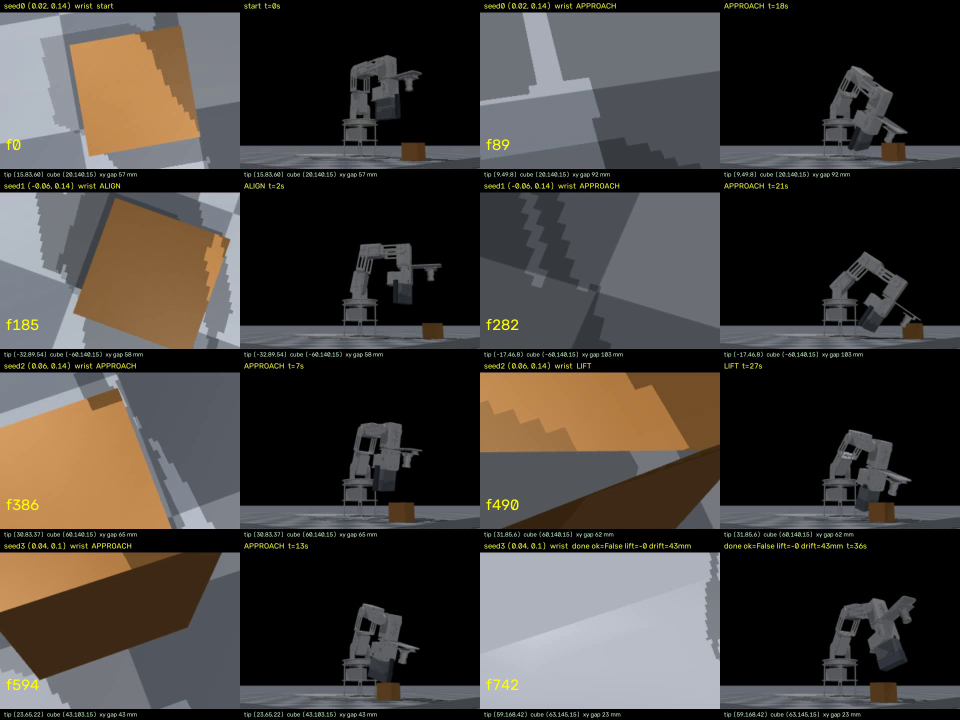 seed0 (0.02, 0.14) wrist start
start t=0s
seed0 (0.02, 0.14) wrist APPROACH
APPROACH t=18s
f0
f89
tip (15,83,60) cube (20,140,15) xy gap 57 mm
tip (15,83,60) cube (20,140,15) xy gap 57 mm
tip (9,49,8) cube (20,140,15) xy gap 92 mm
tip (9,49,8) cube (20,140,15) xy gap 92 mm
seed1 (-0.06, 0.14) wrist ALIGN
ALIGN t=2s
seed1 (-0.06, 0.14) wrist APPROACH
APPROACH t=21s
f185
f282
tip (-32,89,54) cube (-60,140,15) xy gap 58 mm
tip (-32,89,54) cube (-60,140,15) xy gap 58 mm
tip (-17,46,8) cube (-60,140,15) xy gap 103 mm
tip (-17,46,8) cube (-60,140,15) xy gap 103 mm
seed2 (0.06, 0.14) wrist APPROACH
APPROACH t=7s
seed2 (0.06, 0.14) wrist LIFT
LIFT t=27s
f386
f490
tip (30,83,37) cube (60,140,15) xy gap 65 mm
tip (30,83,37) cube (60,140,15) xy gap 65 mm
tip (31,85,6) cube (60,140,15) xy gap 62 mm
tip (31,85,6) cube (60,140,15) xy gap 62 mm
seed3 (0.04, 0.1) wrist APPROACH
APPROACH t=13s
seed3 (0.04, 0.1) wrist done ok=False lift=-0 drift=43mm
done ok=False lift=-0 drift=43mm t=36s
f594
f742
tip (23,65,22) cube (43,103,15) xy gap 43 mm
tip (23,65,22) cube (43,103,15) xy gap 43 mm
tip (59,168,42) cube (63,145,15) xy gap 23 mm
tip (59,168,42) cube (63,145,15) xy gap 23 mm